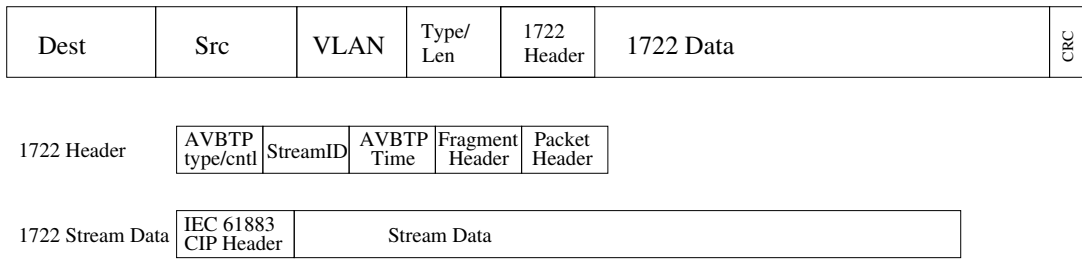 Dest
Src
VLAN
Type/
Len
1722
Header
1722 Data
CRC
1722 Header
AVBTP
type/cntl
StreamID
AVBTP
Time
Fragment
Header
Packet
Header
1722 Stream Data
IEC 61883
CIP Header
Stream Data